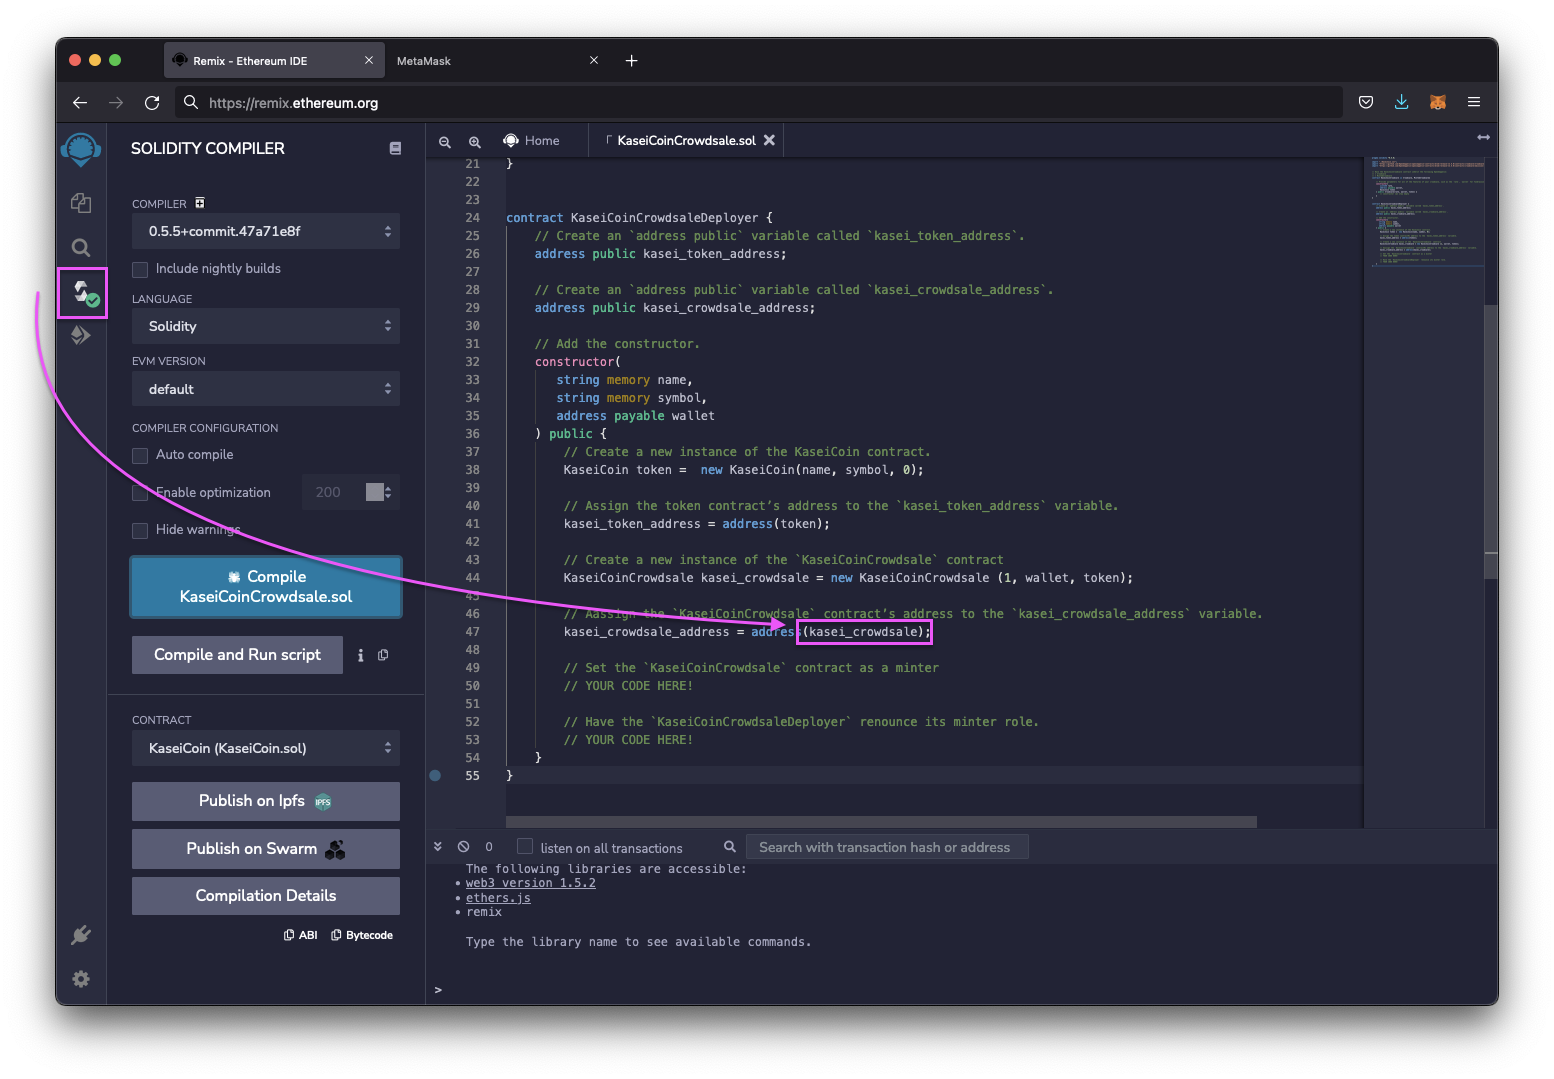 Remix - Ethereum IDE
MetaMask
https://remix.ethereum.org
SOLIDITY COMPILER
COMPILER
0.5.5+commit.47a71e8f
Include nightly builds
LANGUAGE
Solidity
EVM VERSION
default
COMPILER CONFIGURATION
Auto compile
Enable optimization
200
Hide warnings
Compile
KaseiCoinCrowdsale.sol
Compile and Run script
CONTRACT
KaseiCoin (KaseiCoin.sol)
Publish on Ipfs
IPFS
Publish on Swarm
Compilation Details
ABI
Bytecode
Home
KaseiCoinCrowdsale.sol
21 }
22
23
24 contract KaseiCoinCrowdsaleDeployer {
25 // Create an `address public` variable called `kasei_token_address`.
26 address public kasei_token_address;
27
28 // Create an `address public` variable called `kasei_crowdsale_address`.
29 address public kasei_crowdsale_address;
30
31 // Add the constructor.
32 constructor(
33 string memory name,
34 string memory symbol,
35 address payable wallet
36 ) public {
37 // Create a new instance of the KaseiCoin contract.
38 KaseiCoin token =  new KaseiCoin(name, symbol, 0);
39
40 // Assign the token contract’s address to the `kasei_token_address` variable.
41 kasei_token_address = address(token);
42
43 // Create a new instance of the `KaseiCoinCrowdsale` contract
44 KaseiCoinCrowdsale kasei_crowdsale = new KaseiCoinCrowdsale (1, wallet, token);
45
46 // Aassign the `KaseiCoinCrowdsale` contract’s address to the `kasei_crowdsale_address` variable.
47 kasei_crowdsale_address = address(kasei_crowdsale);
48
49 // Set the `KaseiCoinCrowdsale` contract as a minter
50 // YOUR CODE HERE!
51
52 // Have the `KaseiCoinCrowdsaleDeployer` renounce its minter role.
53 // YOUR CODE HERE!
54 }
55 }
0
listen on all transactions
Search with transaction hash or address
The following libraries are accessible:
• web3 version 1.5.2
• ethers.js
• remix
Type the library name to see available commands.
>